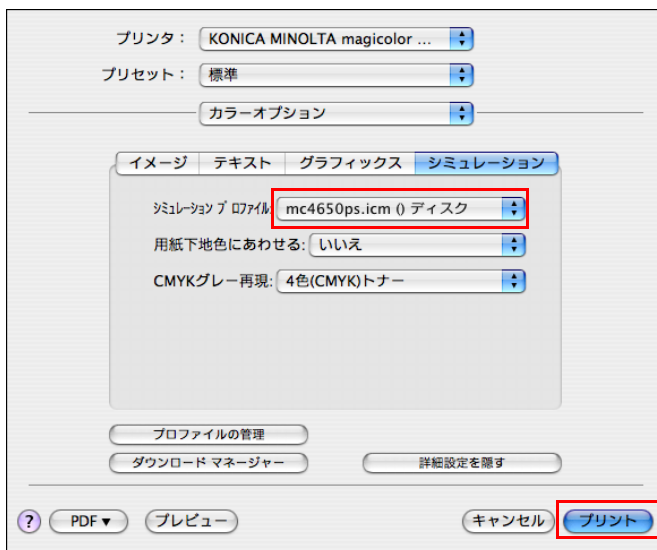 プリンタ： KONICA MINOLTA magicolor ...
プリセット： 標準
カラーオプション
イメージ テキスト グラフィックス シミュレーション
ｼﾐｭﾚｰｼｮﾝ ﾌﾟﾛﾌｧｲﾙ: mc4650ps.icm () ディスク
用紙下地色にあわせる: いいえ
CMYKグレー再現: 4色(CMYK)トナー
プロファイルの管理
ダウンロード マネージャー 詳細設定を隠す
? PDF▼ プレビュー キャンセル プリント